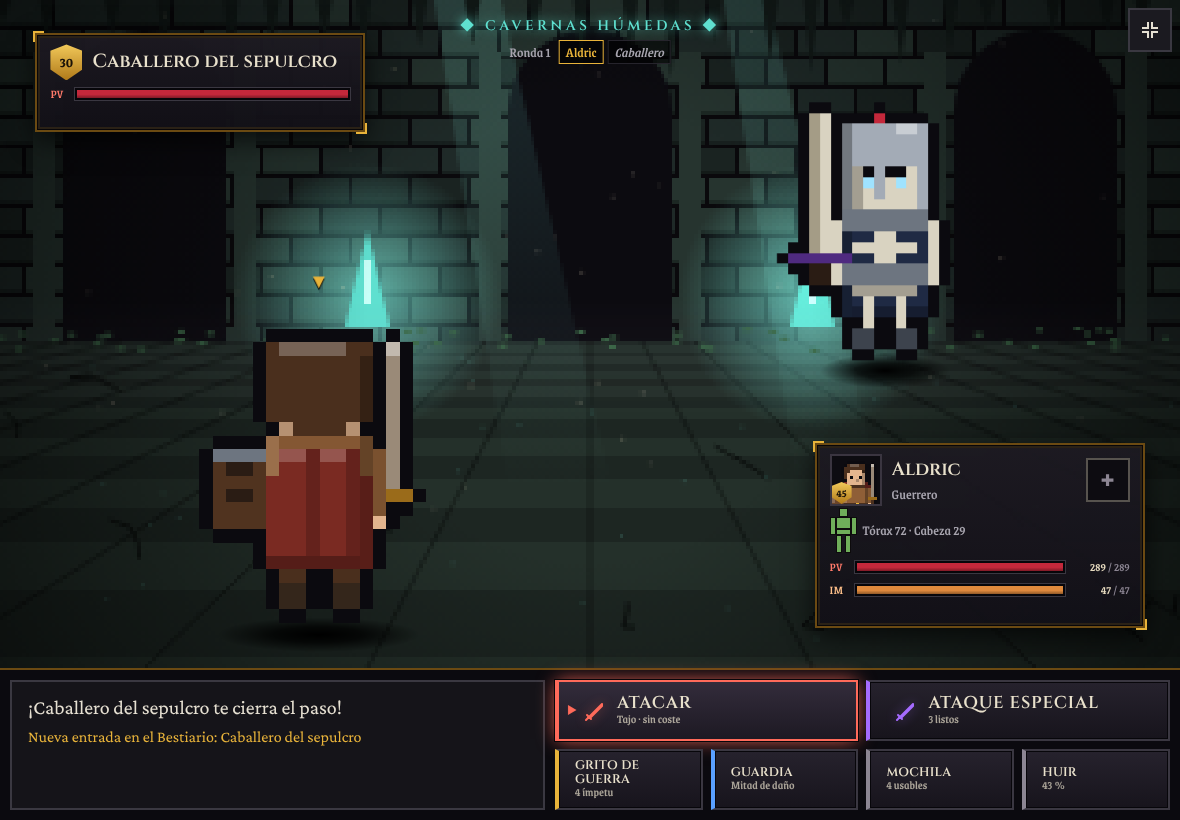 CAVERNAS HÚMEDAS
Ronda 1 Aldric Caballero
30 CABALLERO DEL SEPULCRO
PV
ALDRIC
45
Guerrero
Tórax 72 · Cabeza 29
PV 289 / 289
IM 47 / 47
¡Caballero del sepulcro te cierra el paso!
Nueva entrada en el Bestiario: Caballero del sepulcro
ATACAR
Tajo · sin coste
ATAQUE ESPECIAL
3 listos
GRITO DE
GUERRA
4 ímpetu
GUARDIA
Mitad de daño
MOCHILA
4 usables
HUIR
43 %